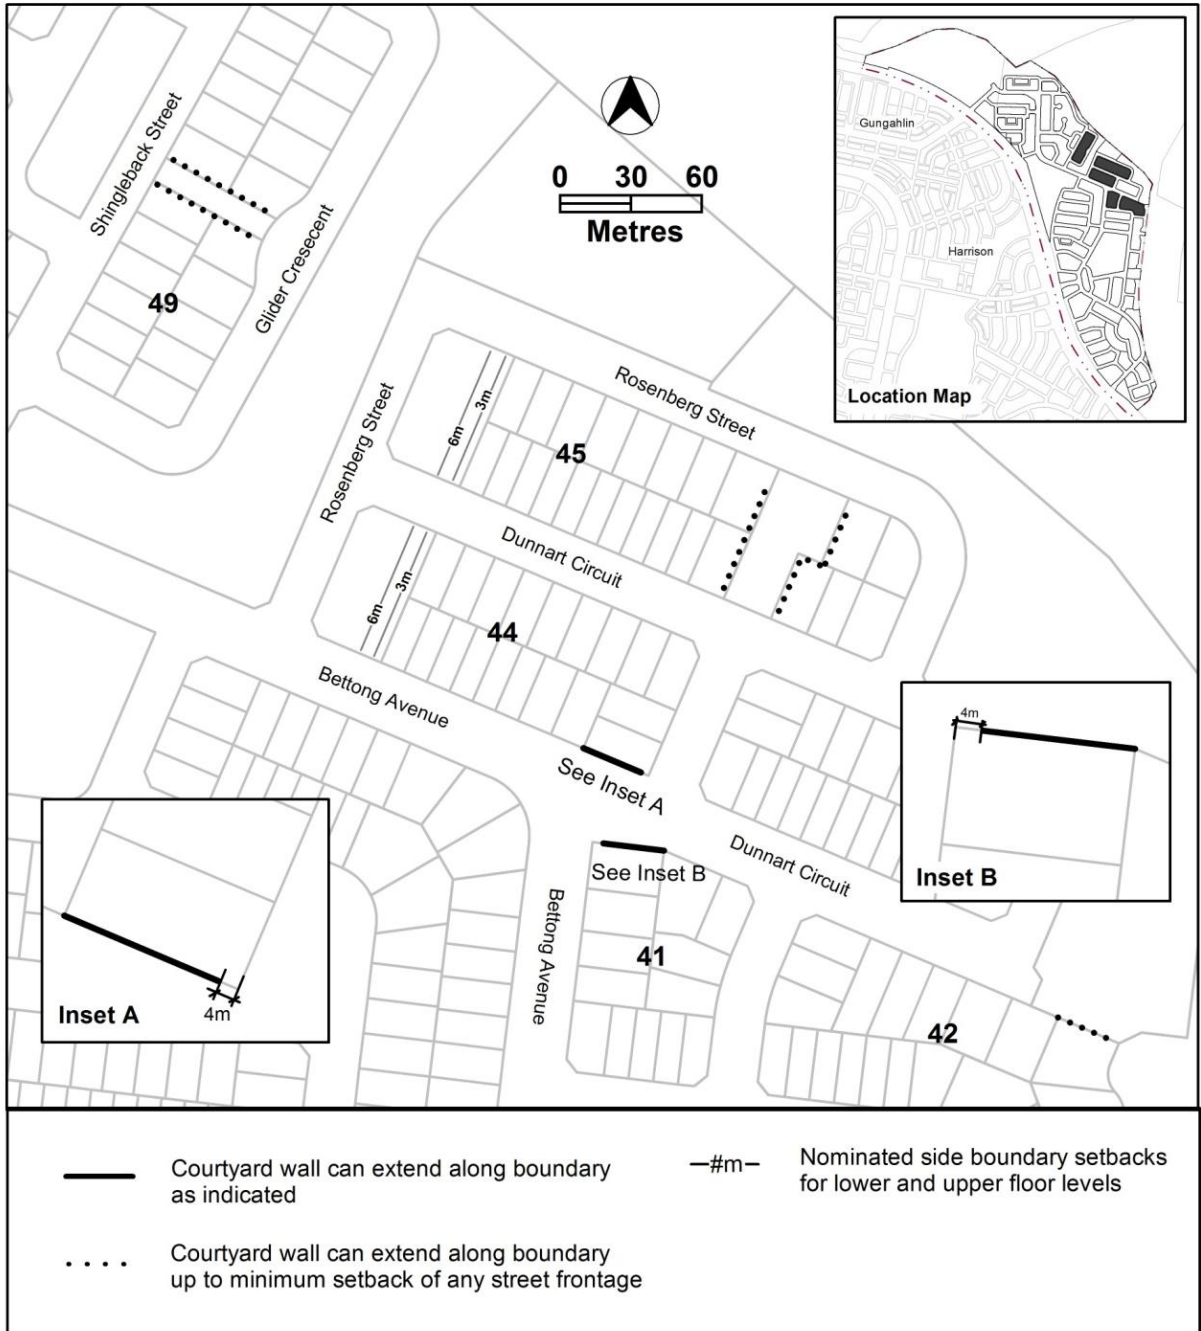 Shingleback Street
Glider Cresecent
49
0 30 60
Metres
Gungahlin
Harrison
Location Map
Rosenberg Street
Rosenberg Street
6m
3m
45
Dunnart Circuit
6m
3m
44
Bettong Avenue
See Inset A
See Inset B
Dunnart Circuit
Bettong Avenue
41
42
4m
Inset B
Inset A
4m
Courtyard wall can extend along boundary
as indicated
#m
Nominated side boundary setbacks
for lower and upper floor levels
Courtyard wall can extend along boundary
up to minimum setback of any street frontage